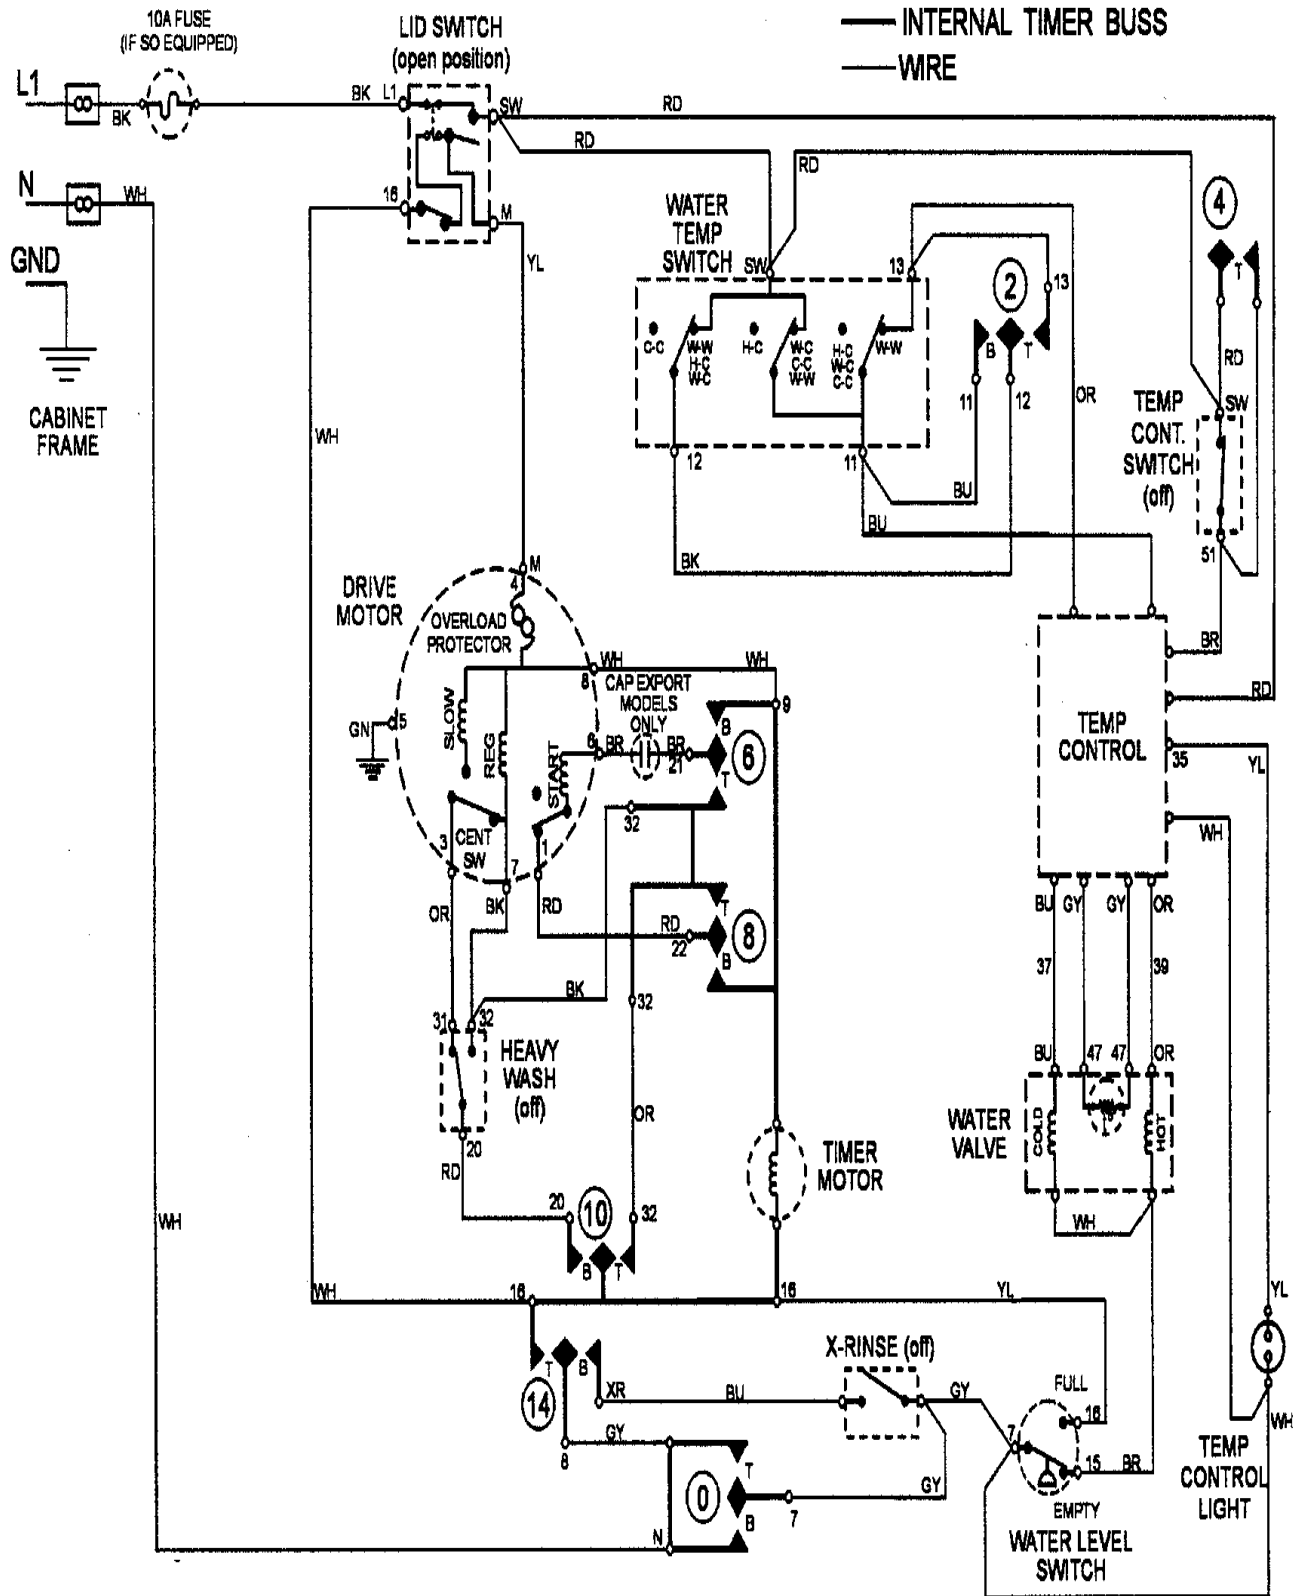 10A FUSE
(IF SO EQUIPPED)
LID SWITCH
(open position)
INTERNAL TIMER BUSS
WIRE
L1
BK
BK
L1
SW
RD
RD
RD
N
WH
16
M
YL
GND
CABINET
FRAME
WH
WATER
TEMP
SWITCH
SW
13
2
13
4
T
C-C
W-W
H-C
W-C
H-C
W-C
C-C
W-W
H-C
W-C
C-C
W-W
B
T
11
12
OR
RD
SW
TEMP
CONT.
SWITCH
(off)
51
12
11
BU
BU
BK
DRIVE
MOTOR
M
4
OVERLOAD
PROTECTOR
8
WH
WH
CAP EXPORT
MODELS
ONLY
9
BR
RD
GN
5
SLOW
REG
START
6
BR
BR
21
B
6
T
32
TEMP
CONTROL
35
YL
WH
3
CENT
SW
7
1
OR
BK
RD
RD
22
T
8
B
BU
GY
GY
OR
37
39
BK
32
31
32
HEAVY
WASH
(off)
20
RD
OR
BU
47
47
OR
WATER
VALVE
COLD
HOT
WH
TIMER
MOTOR
WH
20
10
32
B
T
WH
16
16
YL
YL
T
B
14
XR
BU
X-RINSE (off)
GY
FULL
16
7
15
BR
WH
TEMP
CONTROL
LIGHT
GY
8
T
0
B
7
GY
N
EMPTY
WATER LEVEL
SWITCH